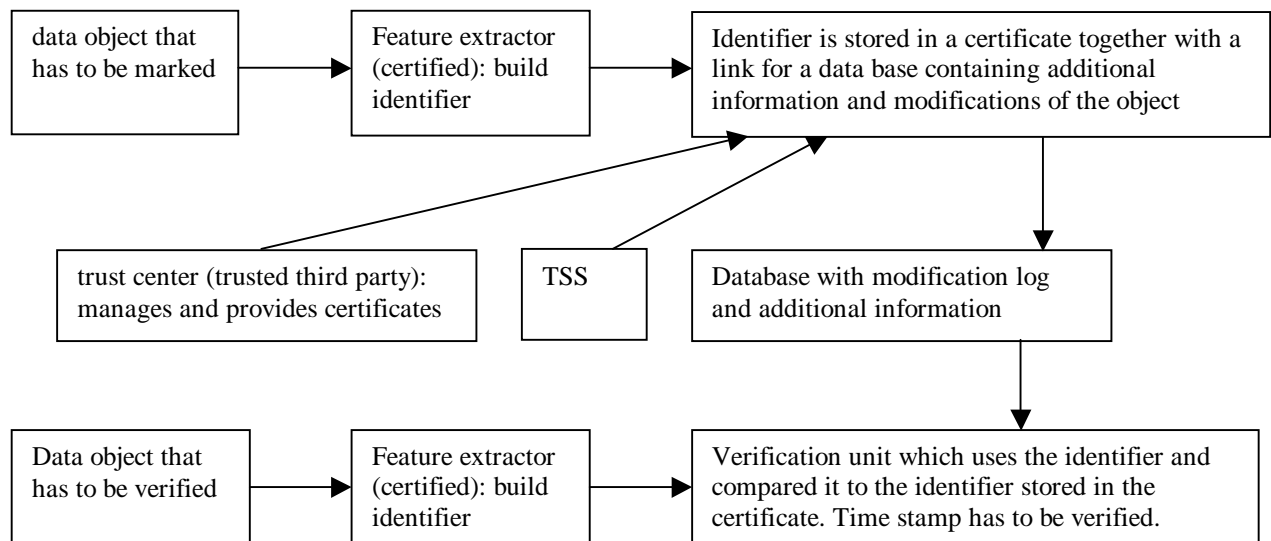 data object that
has to be marked
Feature extractor
(certified): build
identifier
Identifier is stored in a certificate together with a
link for a data base containing additional
information and modifications of the object
trust center (trusted third party):
manages and provides certificates
TSS
Database with modification log
and additional information
Data object that
has to be verified
Feature extractor
(certified): build
identifier
Verification unit which uses the identifier and
compared it to the identifier stored in the
certificate. Time stamp has to be verified.